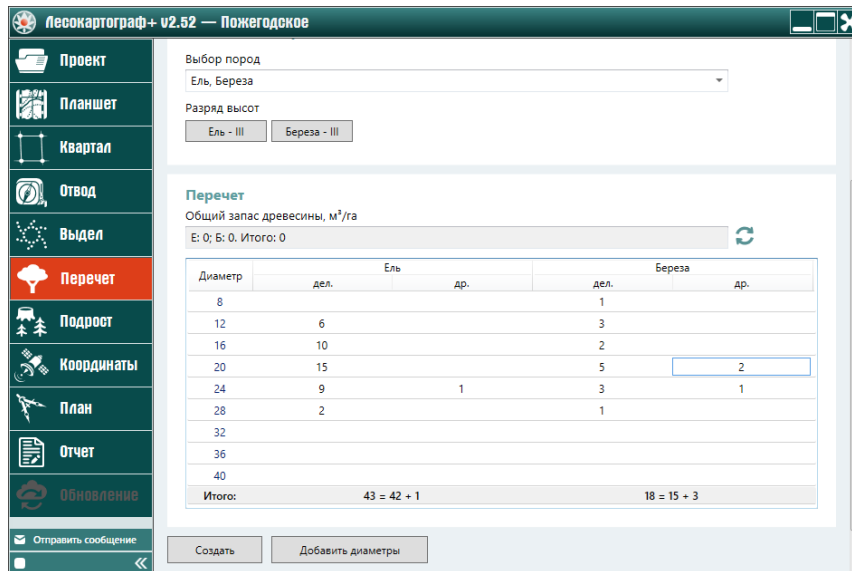 Лесокартограф+ v2.52 — Пожегодское
Проект
Планшет
Квартал
Отвод
Выдел
Перечет
Подрост
Координаты
План
Отчет
Обновление
Отправить сообщение
Выбор пород
Ель, Береза
Разряд высот
Ель - III Береза - III
Перечет
Общий запас древесины, м³/га
Е: 0; Б: 0. Итого: 0
Диаметр Ель Береза
дел. др. дел. др.
8 1
12 6 3
16 10 2
20 15 5 2
24 9 1 3 1
28 2 1
32
36
40
Итого: 43 = 42 + 1 18 = 15 + 3
Создать Добавить диаметры